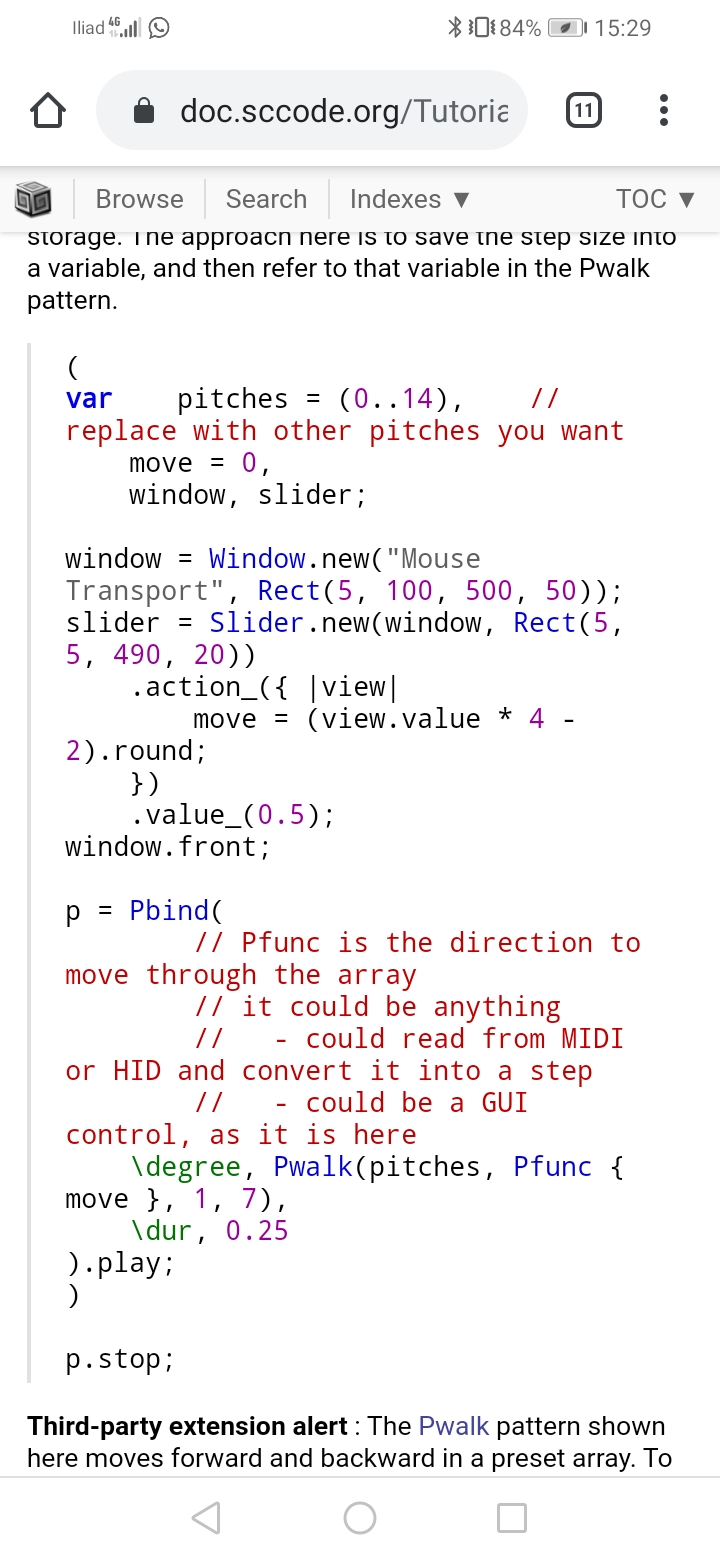 Iliad 4G 84% 15:29
doc.sccode.org/Tutoria 11
Browse Search Indexes ▼ TOC ▼
storage. The approach here is to save the step size into
a variable, and then refer to that variable in the Pwalk
pattern.
(
var    pitches = (0..14),    //
replace with other pitches you want
    move = 0,
    window, slider;
window = Window.new("Mouse
Transport", Rect(5, 100, 500, 50));
slider = Slider.new(window, Rect(5,
5, 490, 20))
    .action_({ |view|
        move = (view.value * 4 -
2).round;
    })
    .value_(0.5);
window.front;
p = Pbind(
        // Pfunc is the direction to
move through the array
        // it could be anything
        //   - could read from MIDI
or HID and convert it into a step
        //   - could be a GUI
control, as it is here
    \degree, Pwalk(pitches, Pfunc {
move }, 1, 7),
    \dur, 0.25
).play;
)
p.stop;
Third-party extension alert : The Pwalk pattern shown
here moves forward and backward in a preset array. To